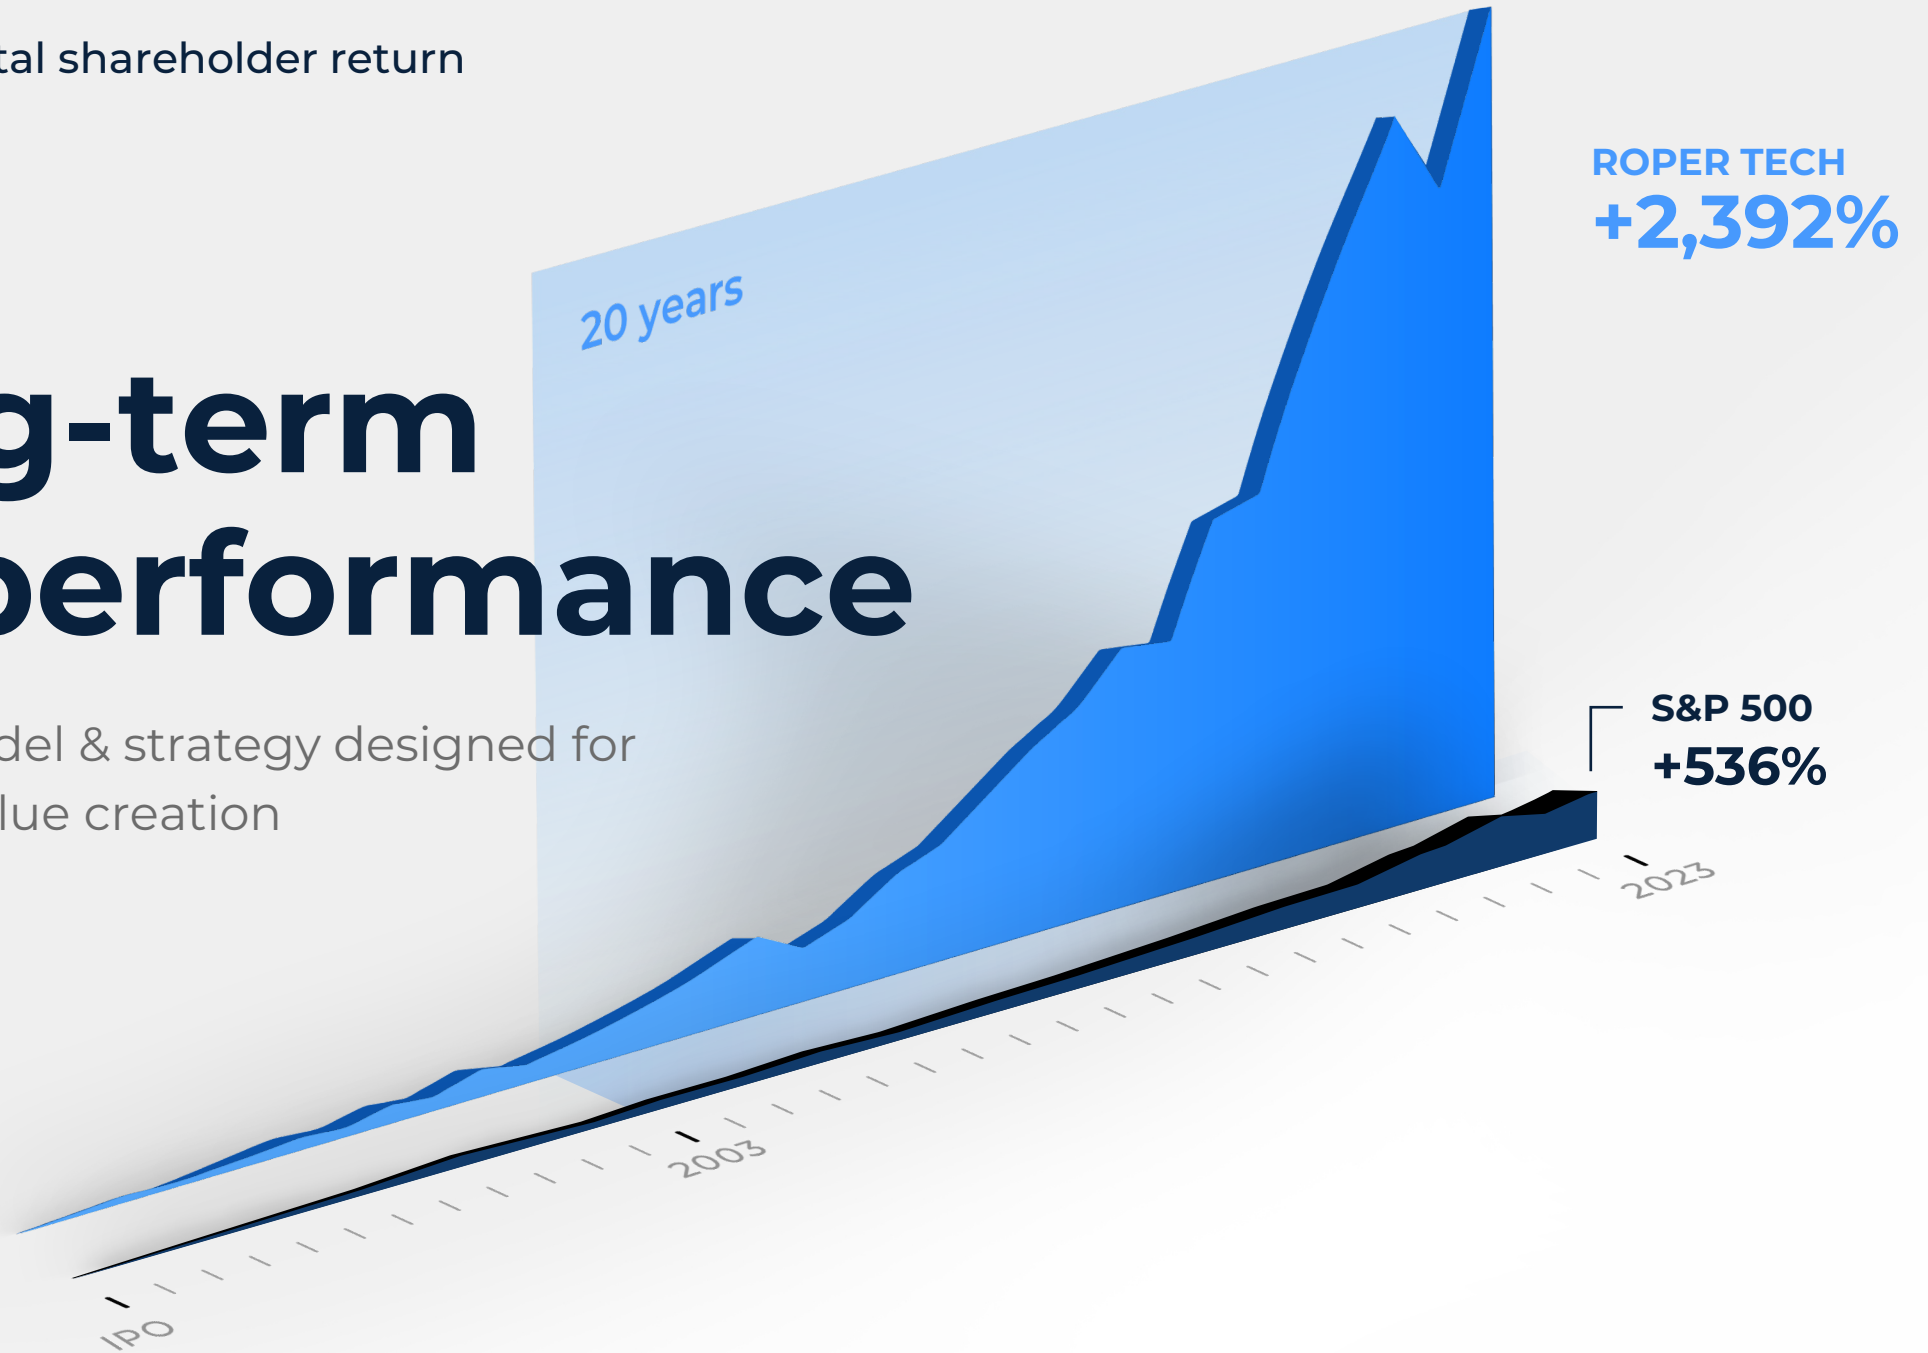 tal shareholder return
ROPER TECH
+2,392%
20 years
g-term
performance
S&P 500
+536%
del & strategy designed for
lue creation
2023
2003
IPO